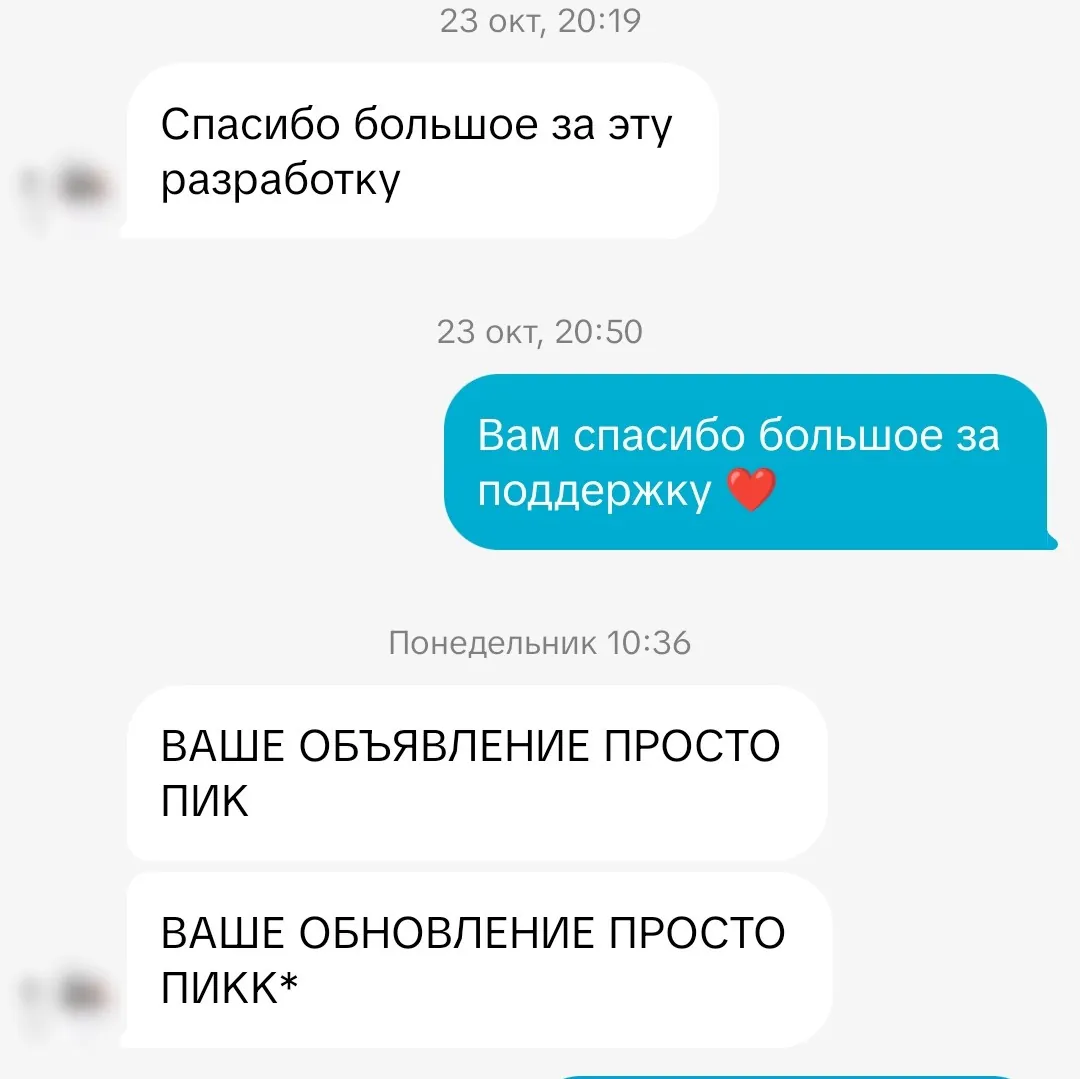 23 окт, 20:19
Спасибо большое за эту
разработку
23 окт, 20:50
Вам спасибо большое за
поддержку ❤️
Понедельник 10:36
ВАШЕ ОБЪЯВЛЕНИЕ ПРОСТО
ПИК
ВАШЕ ОБНОВЛЕНИЕ ПРОСТО
ПИКК*